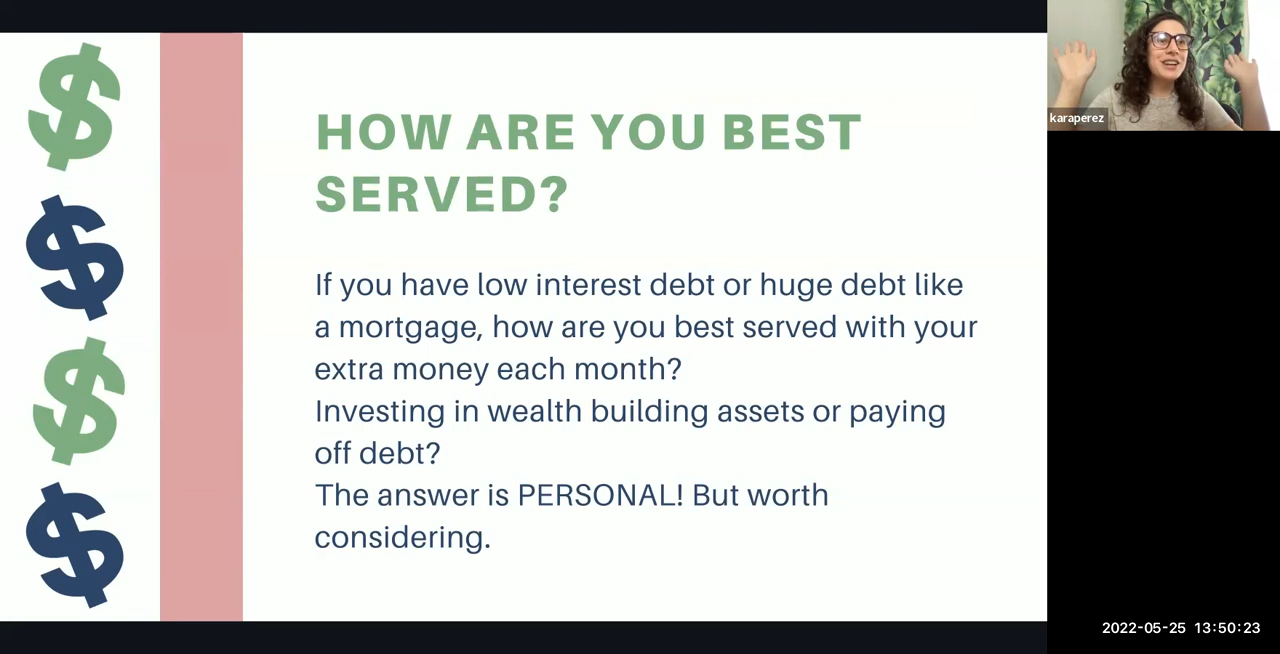 $
$
$
$
HOW ARE YOU BEST
SERVED?
If you have low interest debt or huge debt like
a mortgage, how are you best served with your
extra money each month?
Investing in wealth building assets or paying
off debt?
The answer is PERSONAL! But worth
considering.
karaperez
2022-05-25 13:50:23